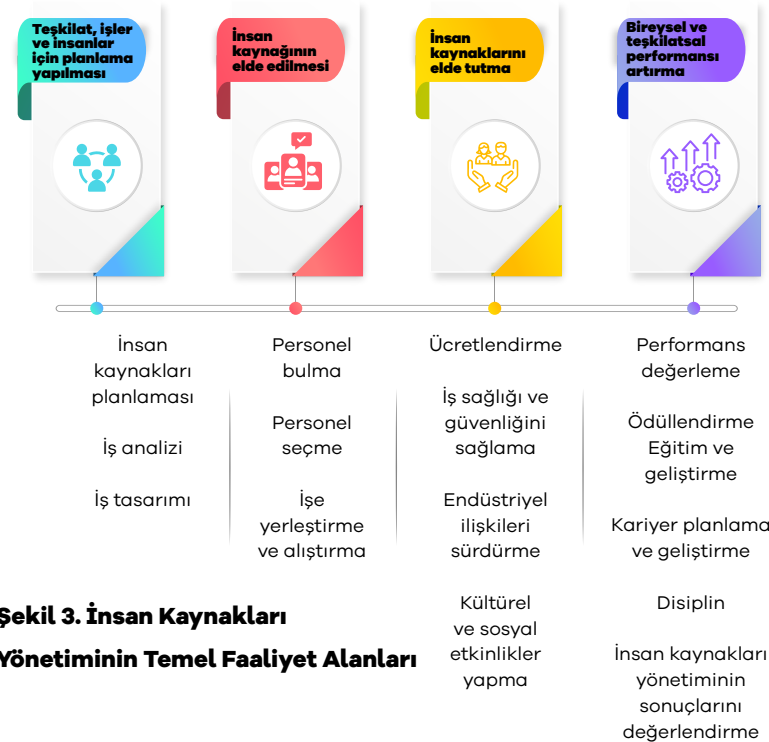 Teşkilat, işler
ve insanlar
için planlama
yapılması
İnsan
kaynağının
elde edilmesi
İnsan
kaynaklarını
elde tutma
Bireysel ve
teşkilatsal
performansı
artırma
İnsan
kaynakları
planlaması
İş analizi
İş tasarımı
Personel
bulma
Personel
seçme
İşe
yerleştirme
ve alıştırma
Ücretlendirme
İş sağlığı ve
güvenliğini
sağlama
Endüstriyel
ilişkileri
sürdürme
Kültürel
ve sosyal
etkinlikler
yapma
Performans
değerleme
Ödüllendirme
Eğitim ve
geliştirme
Kariyer planlama
ve geliştirme
Disiplin
İnsan kaynakları
yönetiminin
sonuçlarını
değerlendirme
Şekil 3. İnsan Kaynakları
Yönetiminin Temel Faaliyet Alanları